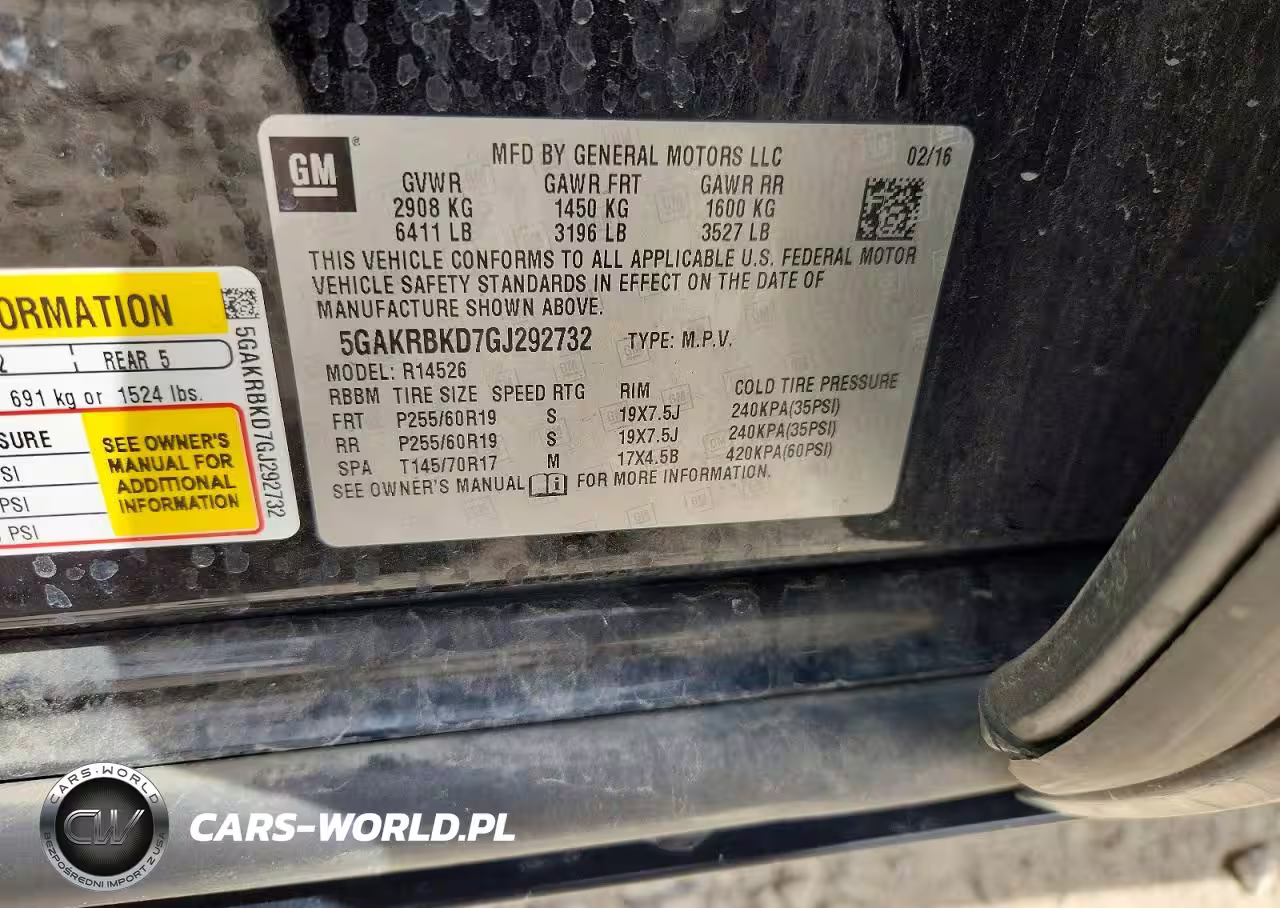 GM
®
MFD BY GENERAL MOTORS LLC 02/16
GVWR GAWR FRT GAWR RR
2908 KG 1450 KG 1600 KG
6411 LB 3196 LB 3527 LB
THIS VEHICLE CONFORMS TO ALL APPLICABLE U.S. FEDERAL MOTOR
VEHICLE SAFETY STANDARDS IN EFFECT ON THE DATE OF
MANUFACTURE SHOWN ABOVE.
5GAKRBKD7GJ292732 TYPE: M.P.V.
MODEL: R14526
RBBM TIRE SIZE SPEED RTG RIM COLD TIRE PRESSURE
FRT P255/60R19 S 19X7.5J 240KPA(35PSI)
RR P255/60R19 S 19X7.5J 240KPA(35PSI)
SPA T145/70R17 M 17X4.5B 420KPA(60PSI)
SEE OWNER'S MANUAL FOR MORE INFORMATION.
ORMATION
2 REAR 5
691 kg or 1524 lbs.
SURE
PSI
PSI
PSI
SEE OWNER'S
MANUAL FOR
ADDITIONAL
INFORMATION
5GAKRBKD7GJ292732
CARS-WORLD
CW
BEZPOŚREDNI IMPORT Z USA
CARS-WORLD.PL